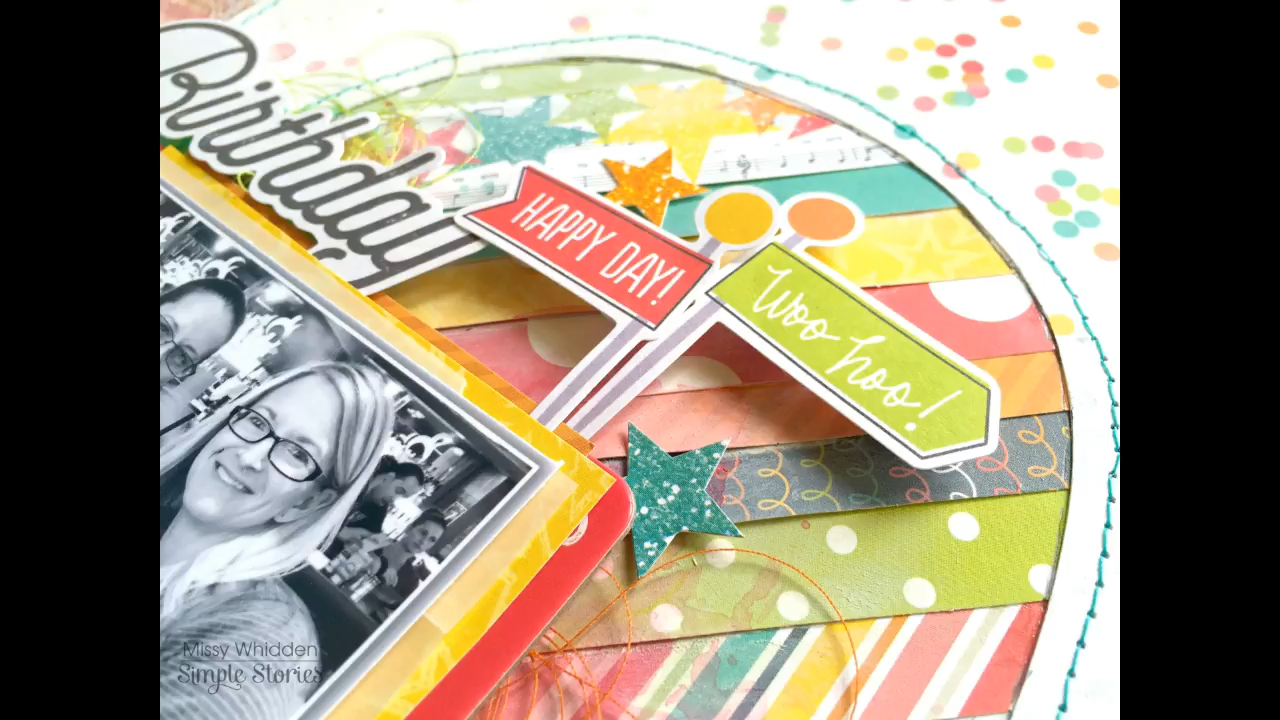 Birthday
HAPPY DAY!
Woo hoo!
Missy Whidden
Simple Stories